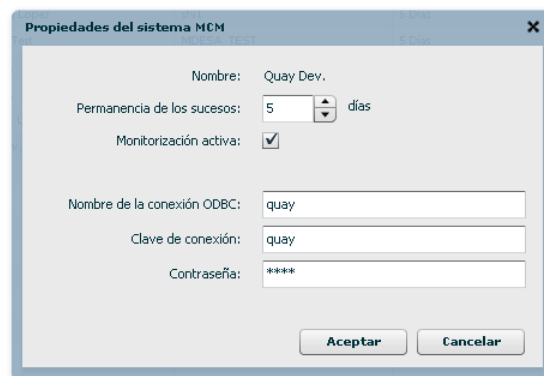 Propiedades del sistema MCM
Nombre: Quay Dev.
Permanencia de los sucesos: 5 días
Monitorización activa:
Nombre de la conexión ODBC: quay
Clave de conexión: quay
Contraseña: ****
Aceptar Cancelar